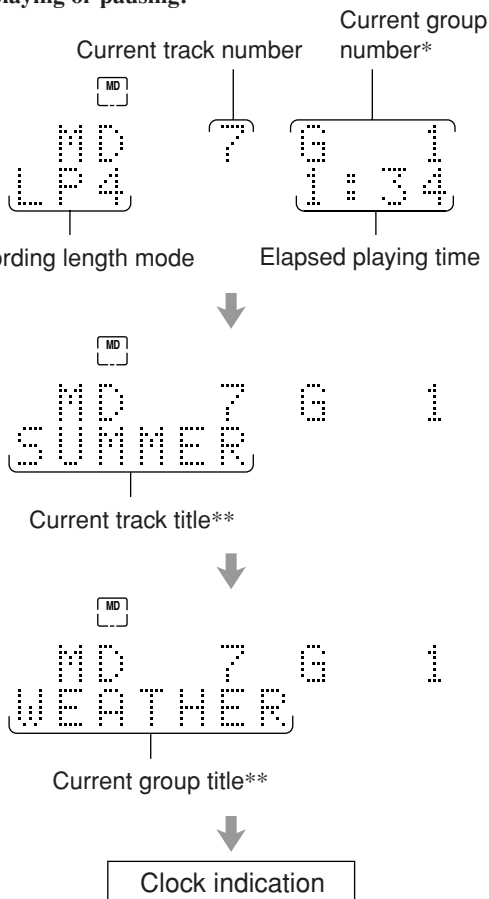 playing or pausing:
Current group
Current track number number*
MD
MD 7 G 1
LP4 1:34
ording length mode Elapsed playing time
MD
MD 7 G 1
SUMMER
Current track title**
MD
MD 7 G 1
WEATHER
Current group title**
Clock indication